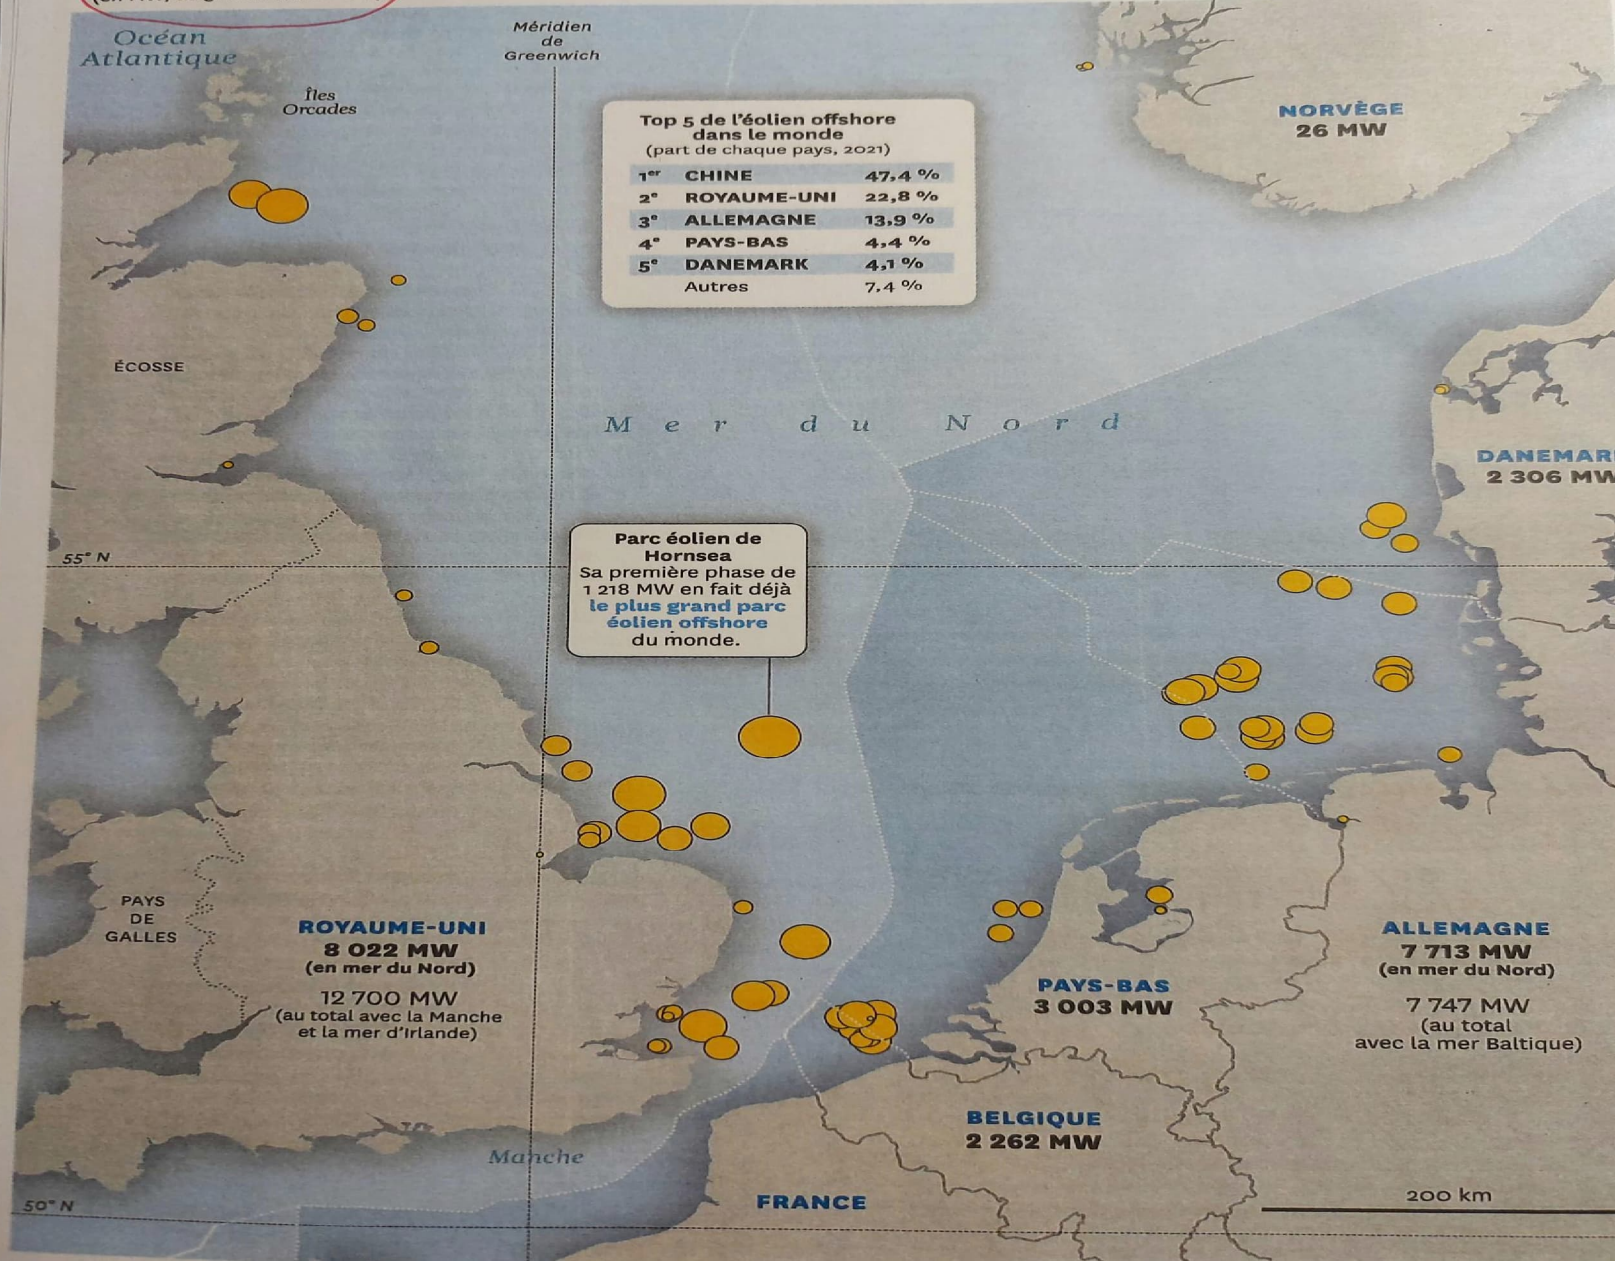 Océan
Atlantique
Îles
Orcades
Méridien
de
Greenwich
NORVÈGE
26 MW
Top 5 de l'éolien offshore
dans le monde
(part de chaque pays, 2021)
1er CHINE 47,4 %
2e ROYAUME-UNI 22,8 %
3e ALLEMAGNE 13,9 %
4e PAYS-BAS 4,4 %
5e DANEMARK 4,1 %
Autres 7,4 %
ÉCOSSE
Mer du Nord
DANEMAR
2 306 MW
55° N
Parc éolien de
Hornsea
Sa première phase de
1 218 MW en fait déjà
le plus grand parc
éolien offshore
du monde.
PAYS
DE
GALLES
ROYAUME-UNI
8 022 MW
(en mer du Nord)
12 700 MW
(au total avec la Manche
et la mer d'Irlande)
PAYS-BAS
3 003 MW
ALLEMAGNE
7 713 MW
(en mer du Nord)
7 747 MW
(au total
avec la mer Baltique)
BELGIQUE
2 262 MW
Manche
FRANCE
50° N
200 km